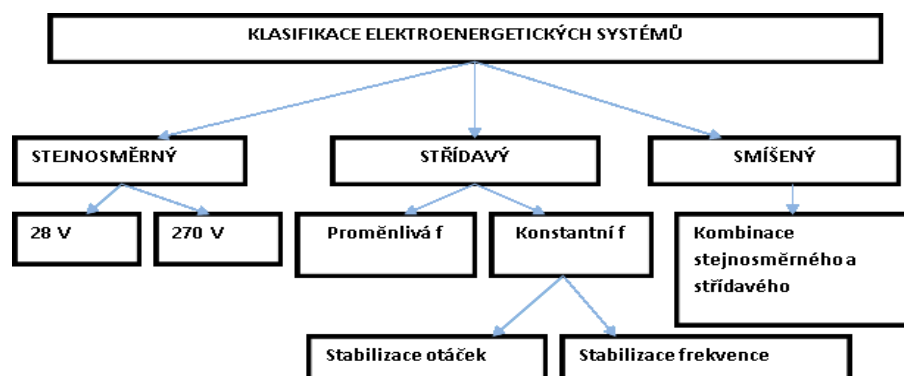 KLASIFIKACE ELEKTROENERGETICKÝCH SYSTÉMŮ
STEJNOSMĚRNÝ
STŘÍDAVÝ
SMÍŠENÝ
28 V
270 V
Proměnlivá f
Konstantní f
Kombinace
stejnosměrného a
střídavého
Stabilizace otáček
Stabilizace frekvence